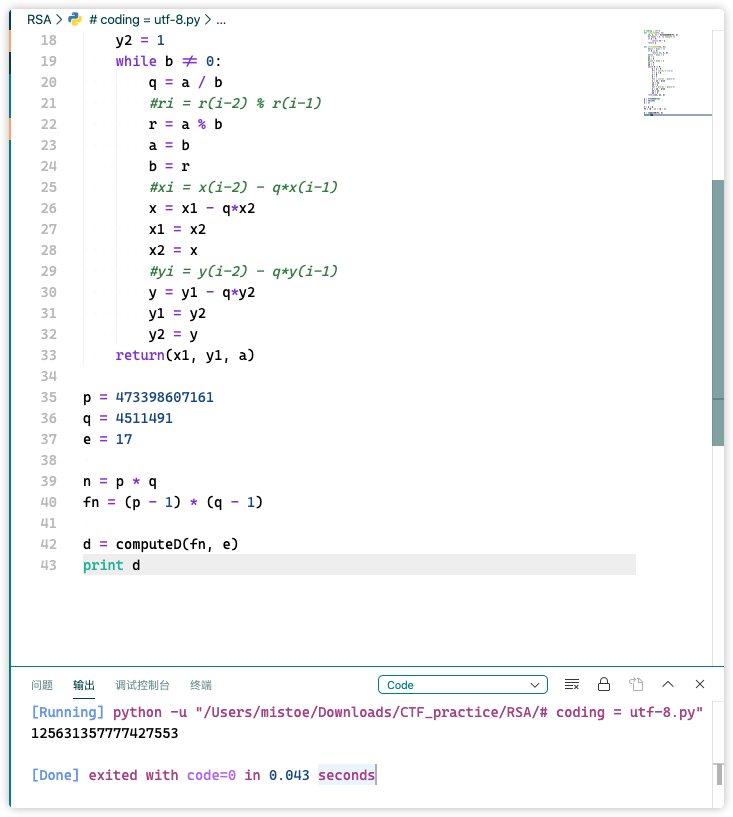 RSA > # coding = utf-8.py > ...
18 y2 = 1
19 while b ≠ 0:
20 q = a / b
21 #ri = r(i-2) % r(i-1)
22 r = a % b
23 a = b
24 b = r
25 #xi = x(i-2) - q*x(i-1)
26 x = x1 - q*x2
27 x1 = x2
28 x2 = x
29 #yi = y(i-2) - q*y(i-1)
30 y = y1 - q*y2
31 y1 = y2
32 y2 = y
33 return(x1, y1, a)
34
35 p = 473398607161
36 q = 4511491
37 e = 17
38
39 n = p * q
40 fn = (p - 1) * (q - 1)
41
42 d = computeD(fn, e)
43 print d
问题 输出 调试控制台 终端 Code
[Running] python -u "/Users/mistoe/Downloads/CTF_practice/RSA/# coding = utf-8.py"
125631357777427553
[Done] exited with code=0 in 0.043 seconds